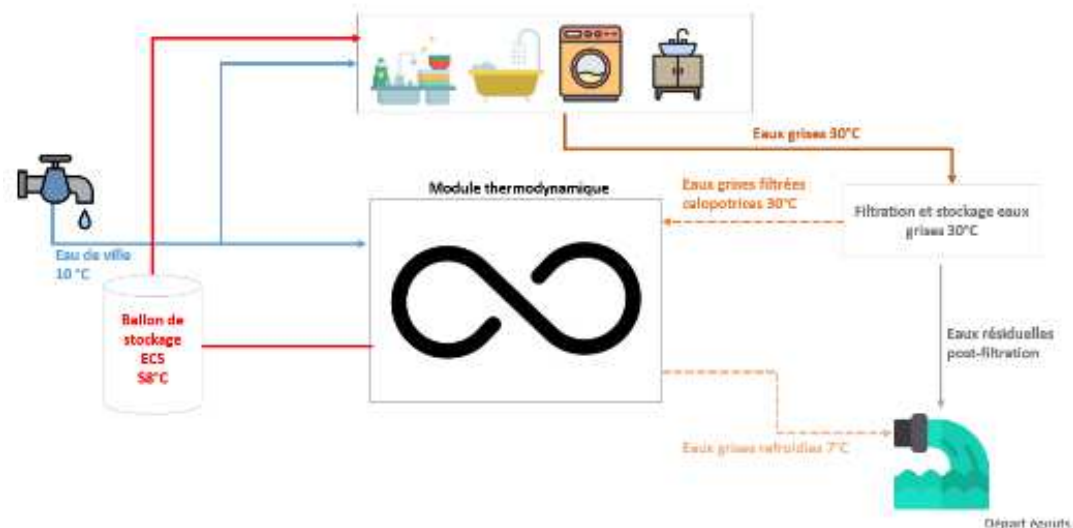 Eaux grises 30°C
Module thermodynamique
Eaux grises filtrées
calopotrices 30°C
Filtration et stockage eaux
grises 30°C
Eau de ville
10 °C
Ballon de
stockage
ECS
58°C
Eaux résiduelles
post-filtration
Eaux grises refroidies 7°C
Départ égouts